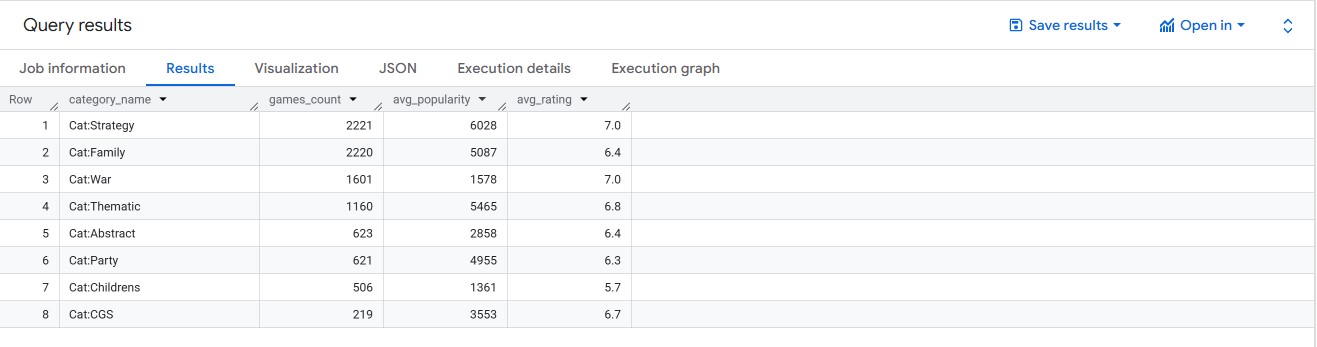 Query results Save results Open in
Job information Results Visualization JSON Execution details Execution graph
Row category_name games_count avg_popularity avg_rating
1 Cat:Strategy 2221 6028 7.0
2 Cat:Family 2220 5087 6.4
3 Cat:War 1601 1578 7.0
4 Cat:Thematic 1160 5465 6.8
5 Cat:Abstract 623 2858 6.4
6 Cat:Party 621 4955 6.3
7 Cat:Childrens 506 1361 5.7
8 Cat:CGS 219 3553 6.7